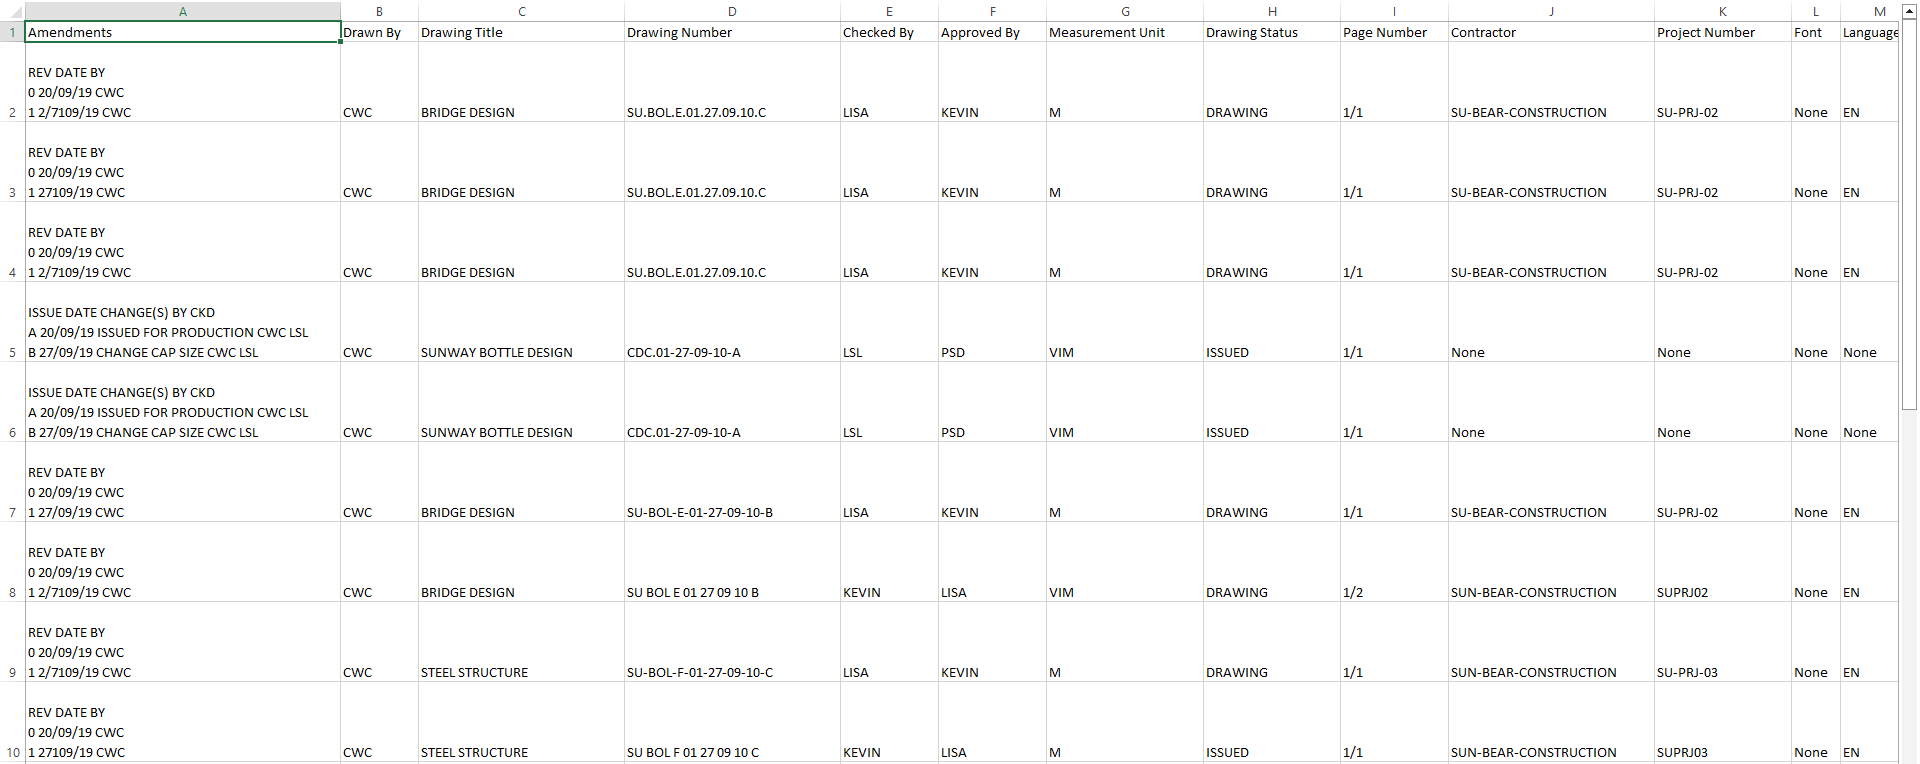 A B C D E F G H I J K L M
1 Amendments Drawn By Drawing Title Drawing Number Checked By Approved By Measurement Unit Drawing Status Page Number Contractor Project Number Font Language
REV DATE BY
0 20/09/19 CWC
2 1 2/7109/19 CWC CWC BRIDGE DESIGN SU.BOL.E.01.27.09.10.C LISA KEVIN M DRAWING 1/1 SU-BEAR-CONSTRUCTION SU-PRJ-02 None EN
REV DATE BY
0 20/09/19 CWC
3 1 27109/19 CWC CWC BRIDGE DESIGN SU.BOL.E.01.27.09.10.C LISA KEVIN M DRAWING 1/1 SU-BEAR-CONSTRUCTION SU-PRJ-02 None EN
REV DATE BY
0 20/09/19 CWC
4 1 2/7109/19 CWC CWC BRIDGE DESIGN SU.BOL.E.01.27.09.10.C LISA KEVIN M DRAWING 1/1 SU-BEAR-CONSTRUCTION SU-PRJ-02 None EN
ISSUE DATE CHANGE(S) BY CKD
A 20/09/19 ISSUED FOR PRODUCTION CWC LSL
5 B 27/09/19 CHANGE CAP SIZE CWC LSL CWC SUNWAY BOTTLE DESIGN CDC.01-27-09-10-A LSL PSD VIM ISSUED 1/1 None None None None
ISSUE DATE CHANGE(S) BY CKD
A 20/09/19 ISSUED FOR PRODUCTION CWC LSL
6 B 27/09/19 CHANGE CAP SIZE CWC LSL CWC SUNWAY BOTTLE DESIGN CDC.01-27-09-10-A LSL PSD VIM ISSUED 1/1 None None None None
REV DATE BY
0 20/09/19 CWC
7 1 27/09/19 CWC CWC BRIDGE DESIGN SU-BOL-E-01-27-09-10-B LISA KEVIN M DRAWING 1/1 SU-BEAR-CONSTRUCTION SU-PRJ-02 None EN
REV DATE BY
0 20/09/19 CWC
8 1 2/7109/19 CWC CWC BRIDGE DESIGN SU BOL E 01 27 09 10 B KEVIN LISA VIM DRAWING 1/2 SUN-BEAR-CONSTRUCTION SUPRJ02 None EN
REV DATE BY
0 20/09/19 CWC
9 1 2/7109/19 CWC CWC STEEL STRUCTURE SU-BOL-F-01-27-09-10-C LISA KEVIN M DRAWING 1/1 SUN-BEAR-CONSTRUCTION SU-PRJ-03 None EN
REV DATE BY
0 20/09/19 CWC
10 1 27109/19 CWC CWC STEEL STRUCTURE SU BOL F 01 27 09 10 C KEVIN LISA M ISSUED 1/1 SUN-BEAR-CONSTRUCTION SUPRJ03 None EN